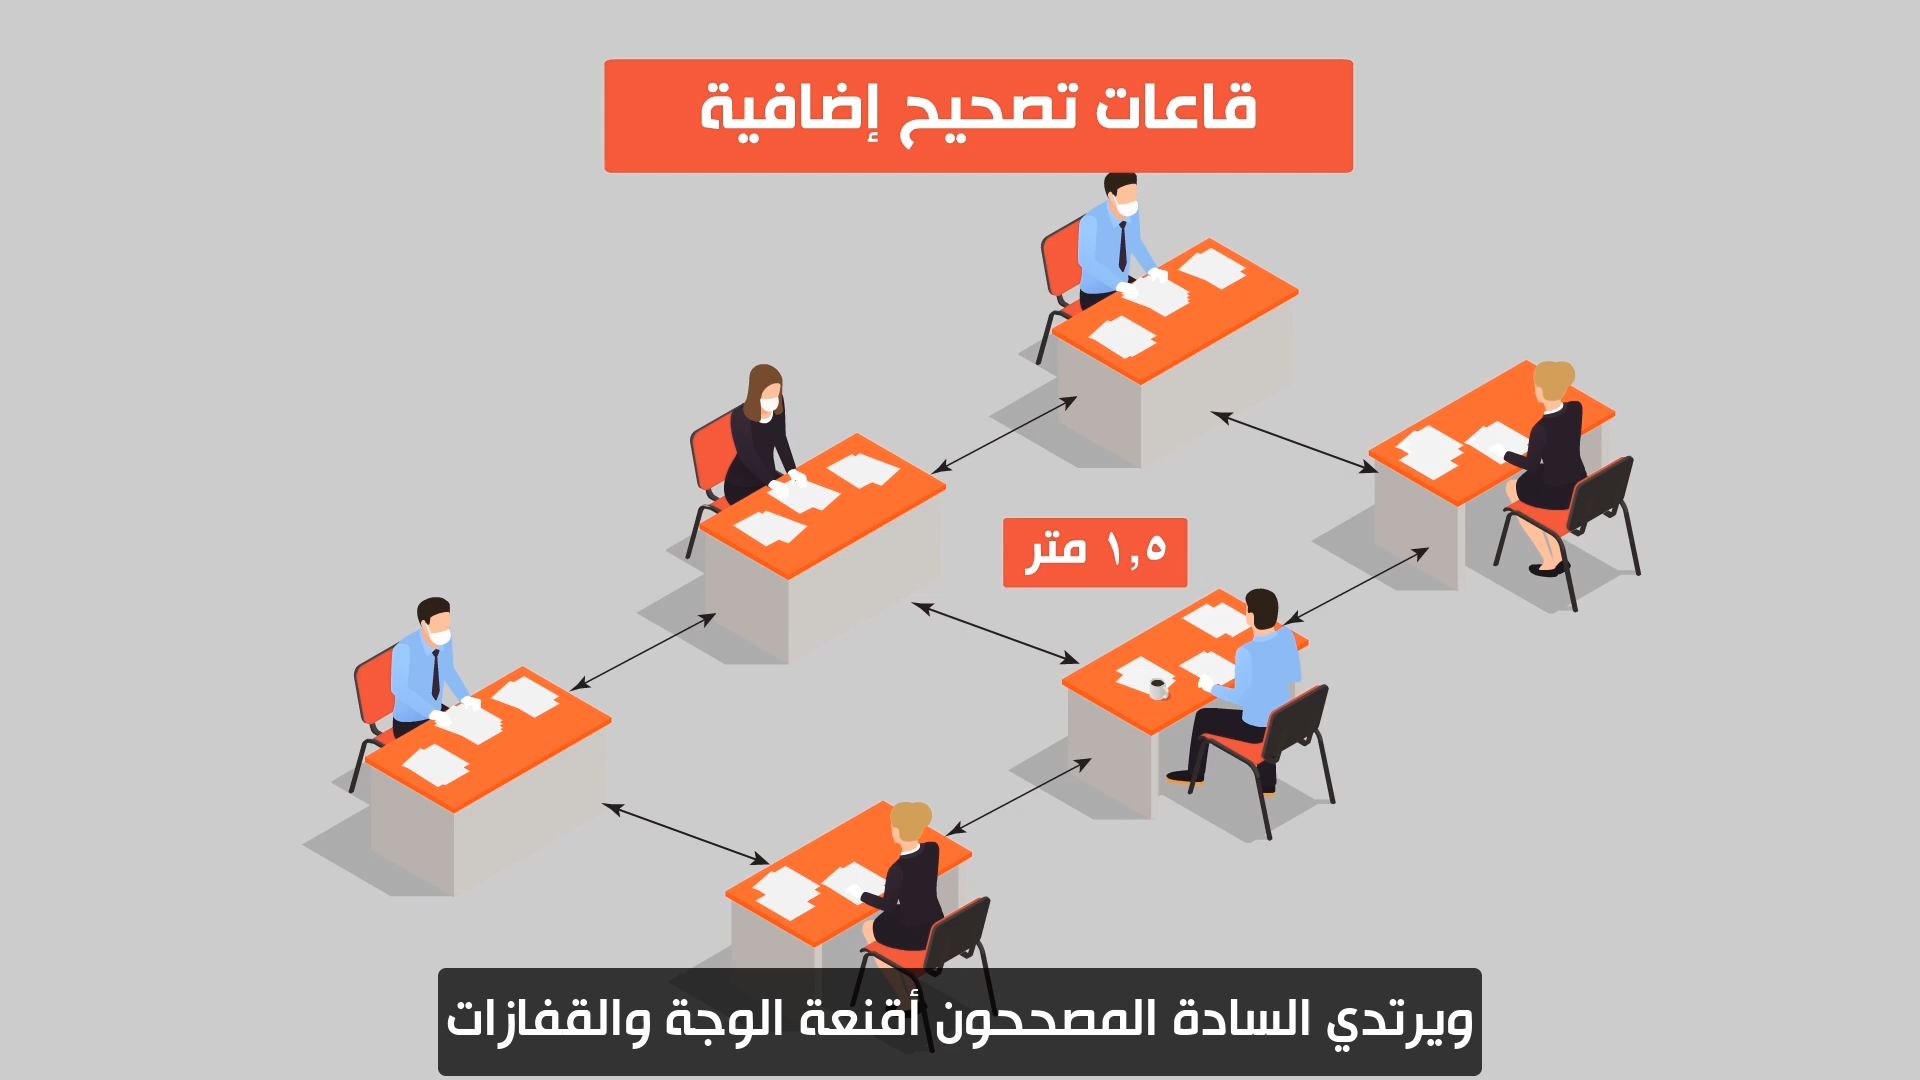 قاعات تصحيح إضافية
١,٥ متر
ويرتدي السادة المصححون أقنعة الوجة والقفازات